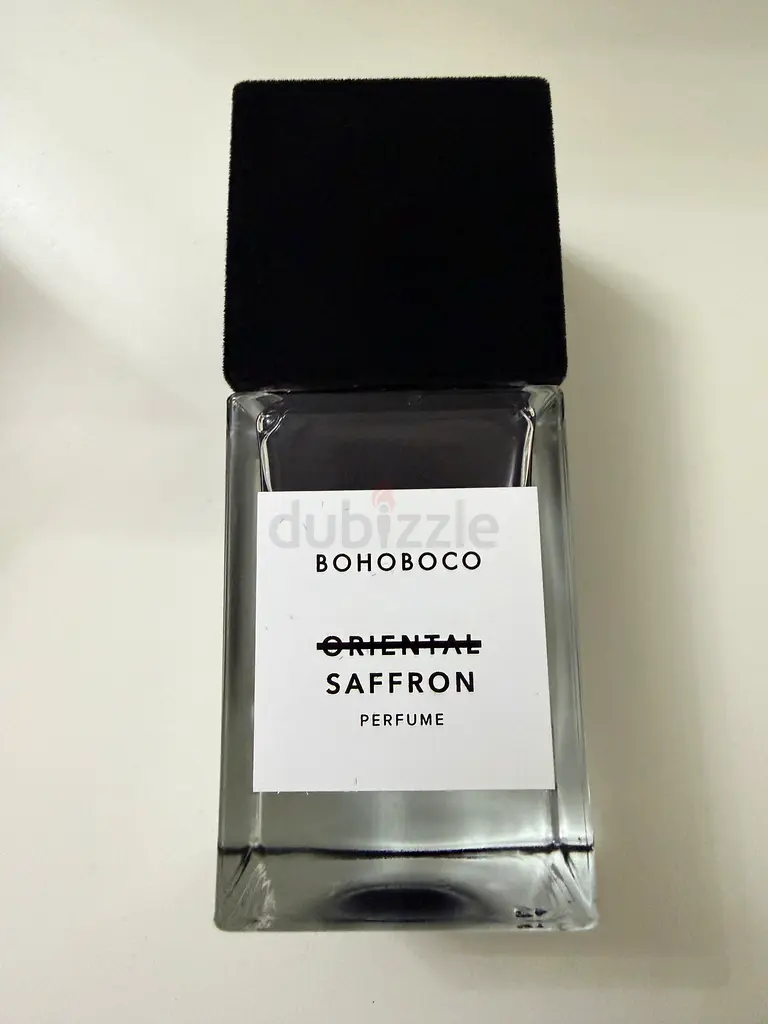 dubizzle
BOHOBOCO
ORIENTAL
SAFFRON
PERFUME